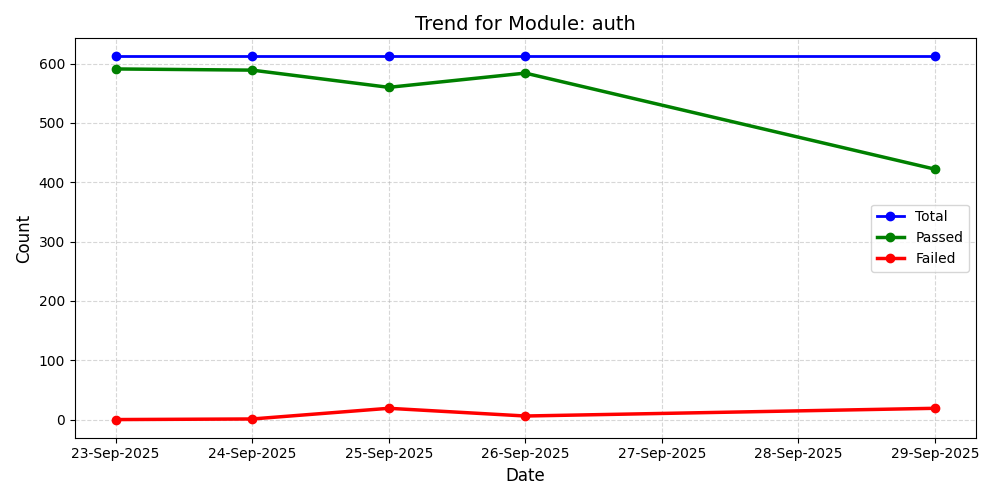 Trend for Module: auth
600
500
400
300
200
100
0
Count
Total
Passed
Failed
23-Sep-2025 24-Sep-2025 25-Sep-2025 26-Sep-2025 27-Sep-2025 28-Sep-2025 29-Sep-2025
Date